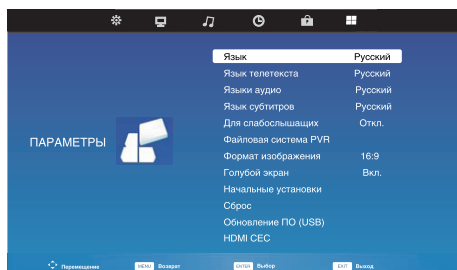 Язык Русский
Язык телетекста Русский
Языки аудио Русский
Язык субтитров Русский
Для слабослышащих Откл.
Файловая система PVR
ПАРАМЕТРЫ
Формат изображения 16:9
Голубой экран Вкл.
Начальные установки
Сброс
Обновление ПО (USB)
HDMI CEC
Перемещение MENU Возврат ENTER Выбор EXIT Выход